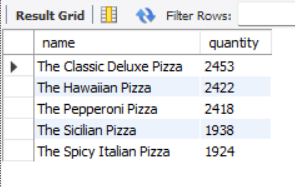 Result Grid Filter Rows:
name quantity
The Classic Deluxe Pizza 2453
The Hawaiian Pizza 2422
The Pepperoni Pizza 2418
The Sicilian Pizza 1938
The Spicy Italian Pizza 1924